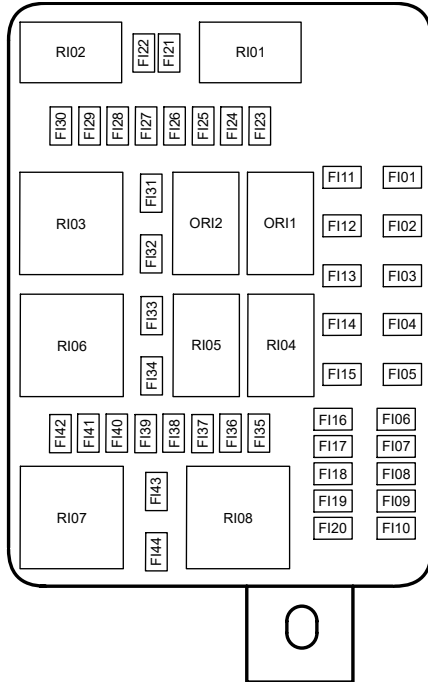 RI02 FI22 FI21 RI01
FI30 FI29 FI28 FI27 FI26 FI25 FI24 FI23
FI11 FI01
RI03 FI31 ORI2 ORI1
FI12 FI02
FI32
FI13 FI03
FI33
FI14 FI04
RI06 RI05 RI04
FI34
FI15 FI05
FI42 FI41 FI40 FI39 FI38 FI37 FI36 FI35
FI16 FI06
FI17 FI07
FI18 FI08
FI43
FI19 FI09
RI07 RI08
FI20 FI10
FI44